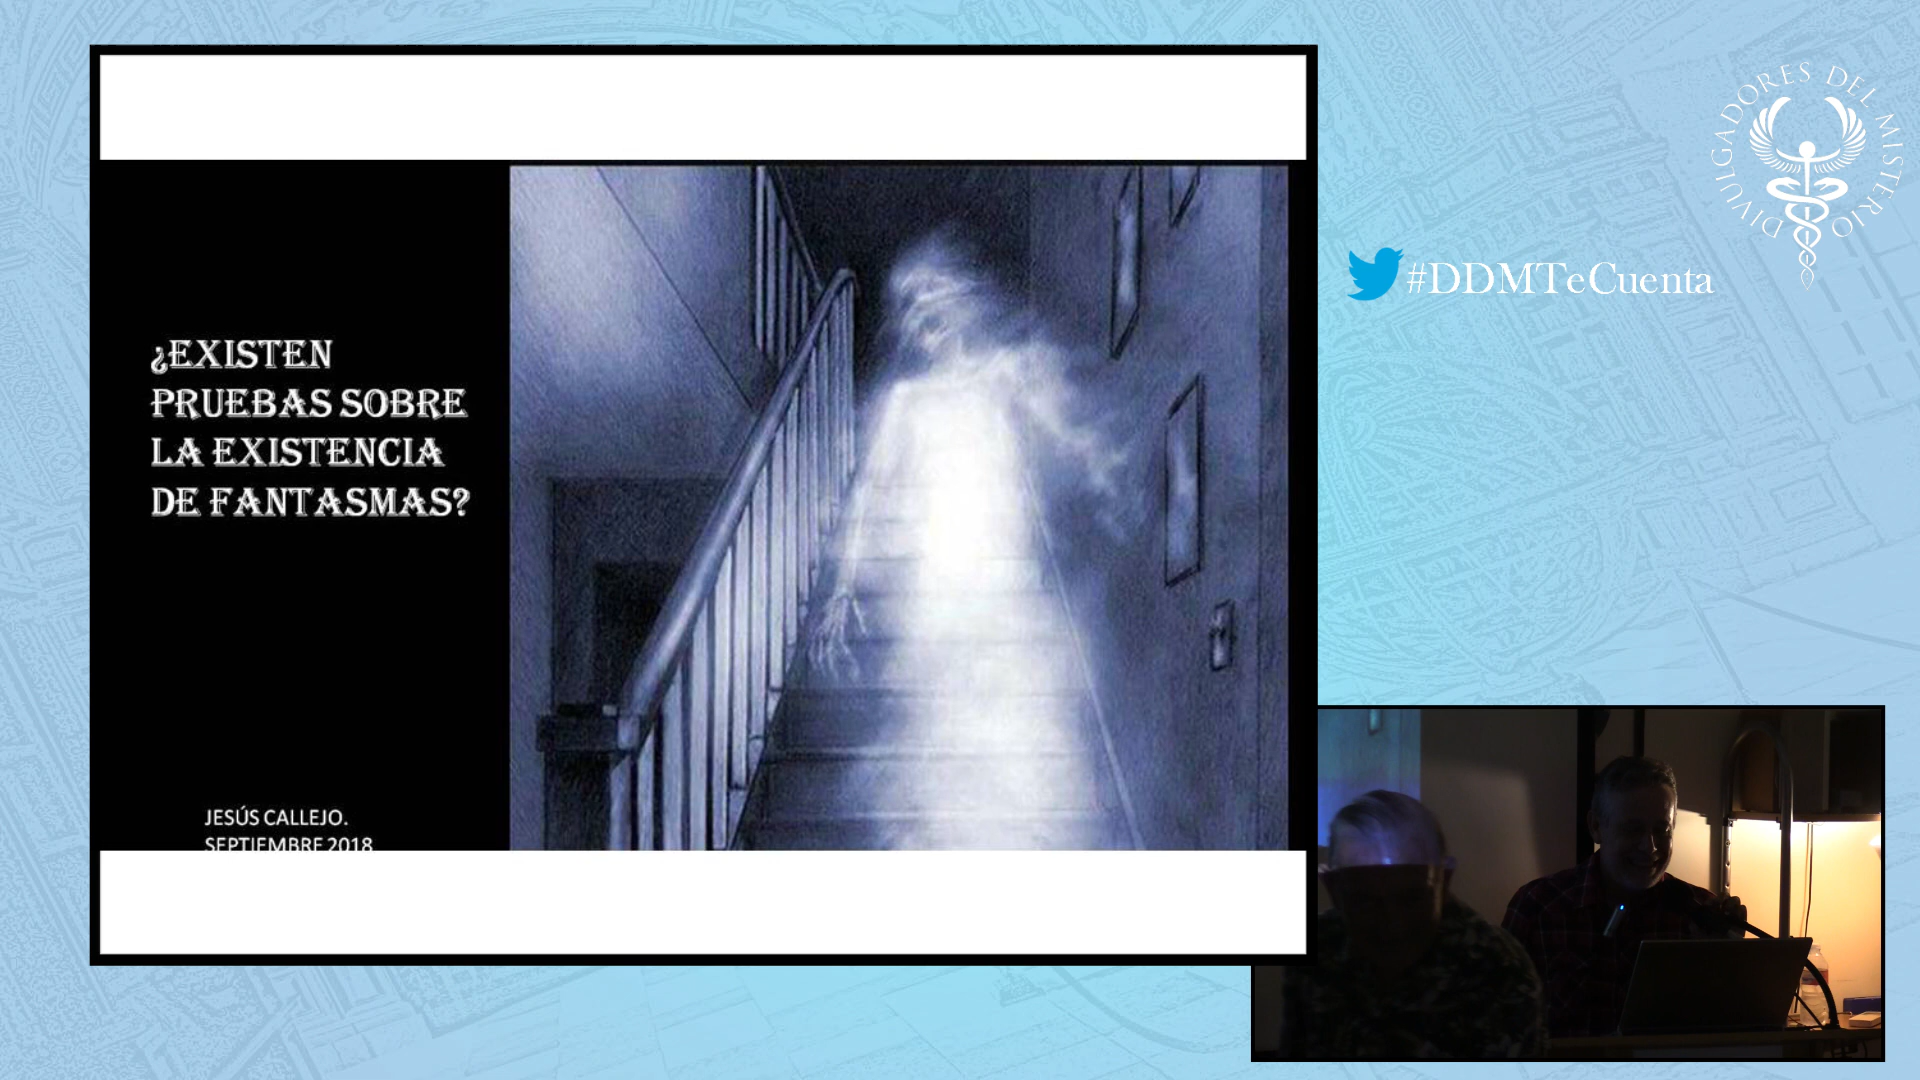 ¿EXISTEN
PRUEBAS SOBRE
LA EXISTENCIA
DE FANTASMAS?
JESÚS CALLEJO.
SEPTIEMBRE 2018
#DDMTeCuenta
DIVULGADORES DEL MISTERIO